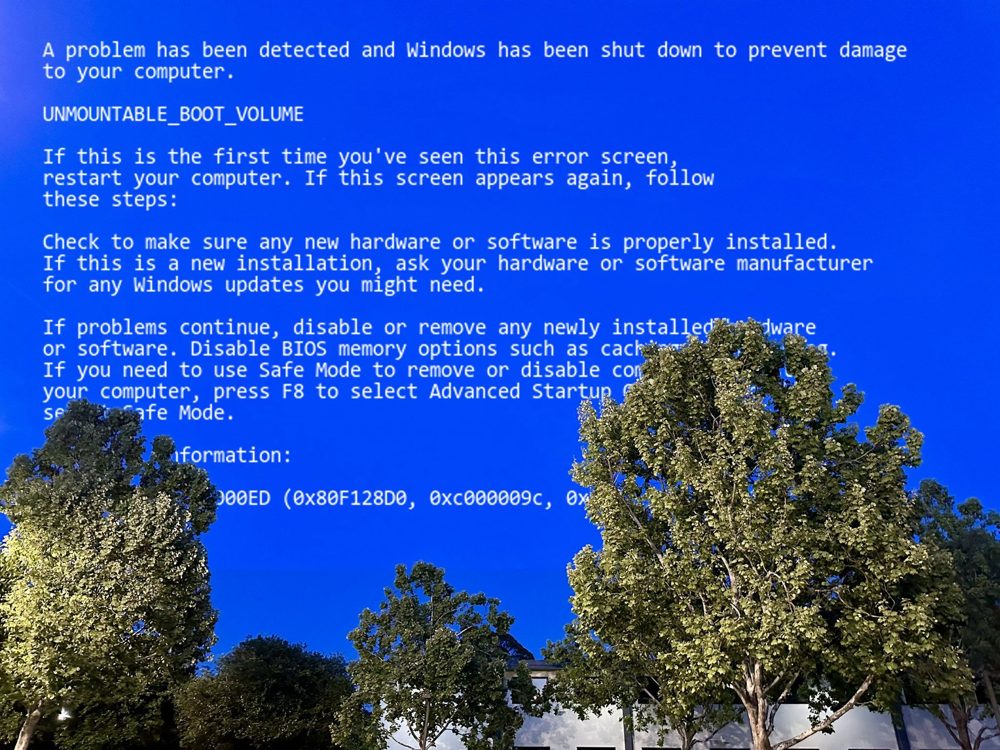 A problem has been detected and Windows has been shut down to prevent damage
to your computer.
UNMOUNTABLE_BOOT_VOLUME
If this is the first time you've seen this error screen,
restart your computer. If this screen appears again, follow
these steps:
Check to make sure any new hardware or software is properly installed.
If this is a new installation, ask your hardware or software manufacturer
for any Windows updates you might need.
If problems continue, disable or remove any newly installed
or software. Disable BIOS memory options such as
If you need to use Safe Mode to remove or disable
your computer, press F8 to select Advanced Startup
Safe Mode.
(0x80F128D0, 0xc000009c,